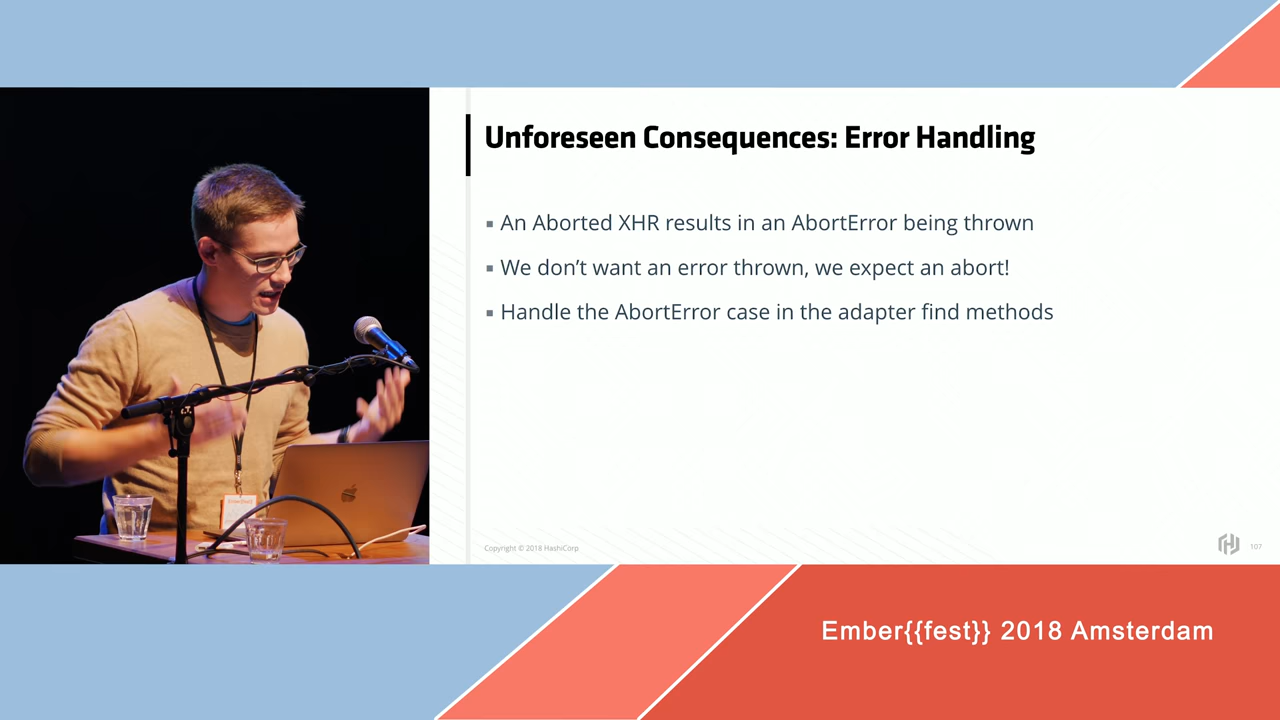 Unforeseen Consequences: Error Handling
▪ An Aborted XHR results in an AbortError being thrown
▪ We don’t want an error thrown, we expect an abort!
▪ Handle the AbortError case in the adapter find methods
Copyright © 2018 HashiCorp
107
Ember{{fest}} 2018 Amsterdam